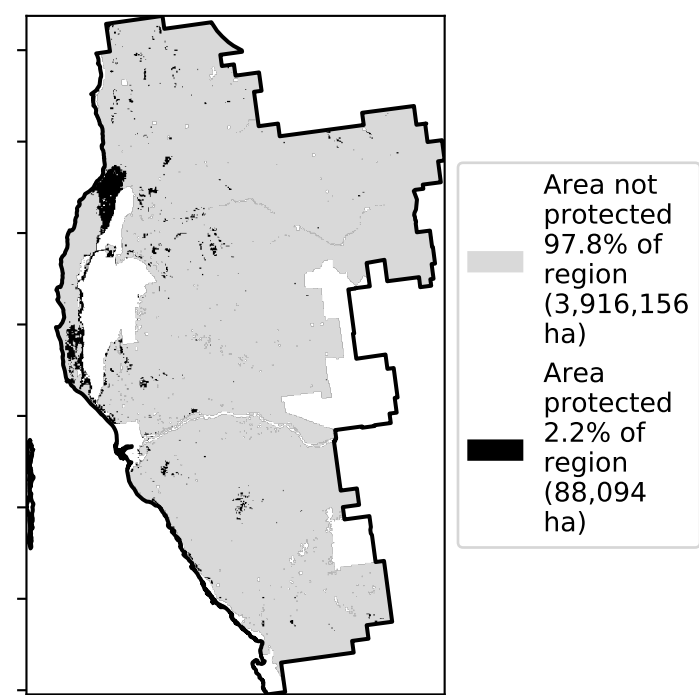 Area not
protected
97.8% of
region
(3,916,156
ha)
Area
protected
2.2% of
region
(88,094
ha)